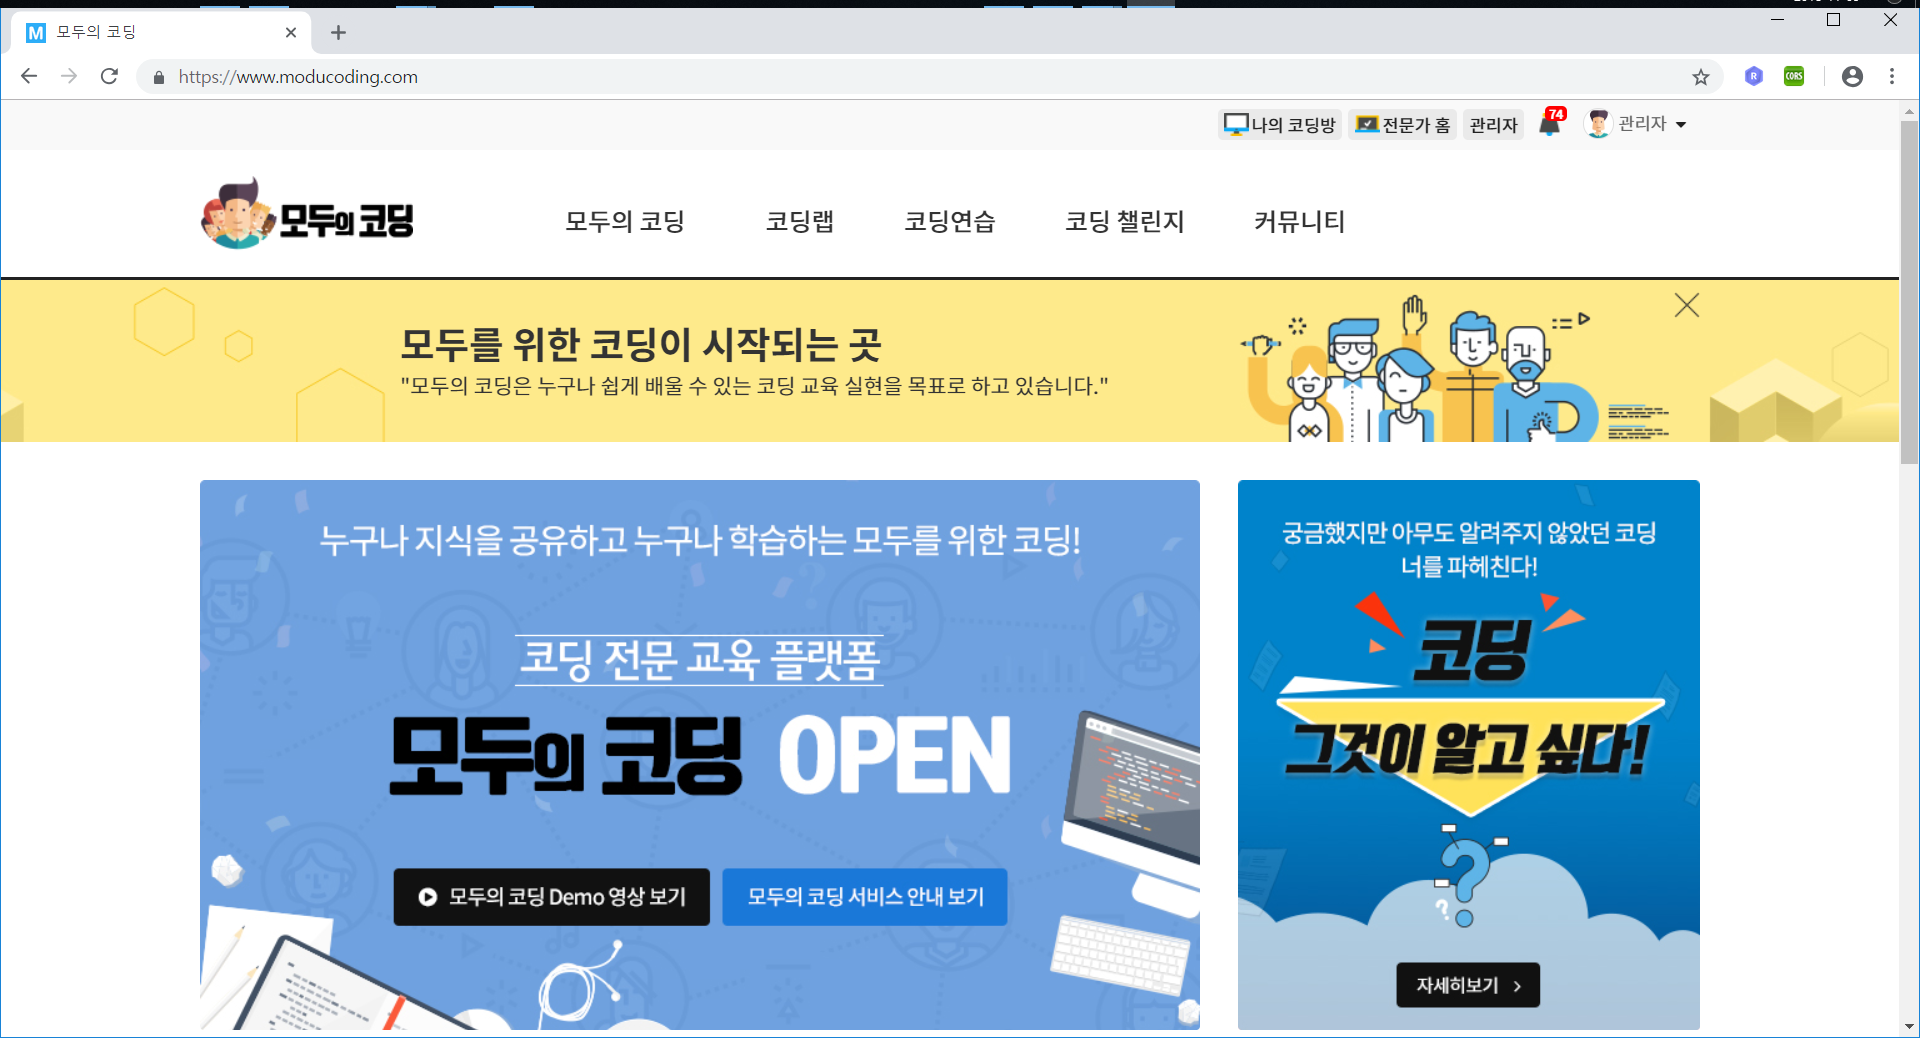 모두의 코딩
https://www.moducoding.com
나의 코딩방 전문가 홈 관리자 74 관리자
모두의 코딩 모두의 코딩 코딩랩 코딩연습 코딩 챌린지 커뮤니티
모두를 위한 코딩이 시작되는 곳
"모두의 코딩은 누구나 쉽게 배울 수 있는 코딩 교육 실현을 목표로 하고 있습니다."
누구나 지식을 공유하고 누구나 학습하는 모두를 위한 코딩!
코딩 전문 교육 플랫폼
모두의 코딩 OPEN
모두의 코딩 Demo 영상 보기 모두의 코딩 서비스 안내 보기
궁금했지만 아무도 알려주지 않았던 코딩
너를 파헤친다!
코딩
그것이 알고 싶다!
자세히보기